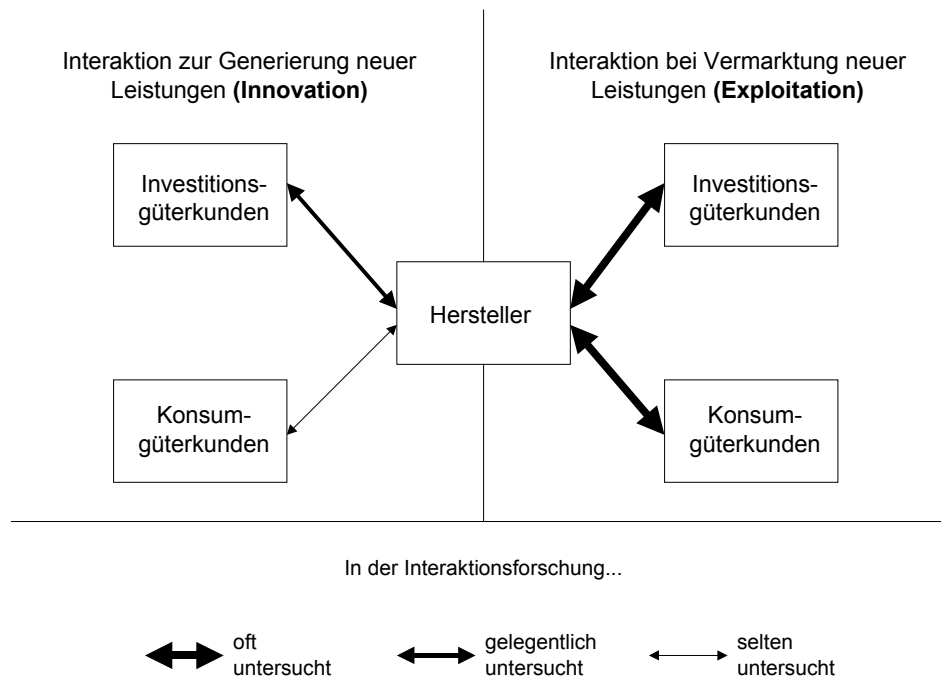 Interaktion zur Generierung neuer
Leistungen (Innovation)
Interaktion bei Vermarktung neuer
Leistungen (Exploitation)
Investitions-
güterkunden
Investitions-
güterkunden
Hersteller
Konsum-
güterkunden
Konsum-
güterkunden
In der Interaktionsforschung...
oft
untersucht
gelegentlich
untersucht
selten
untersucht